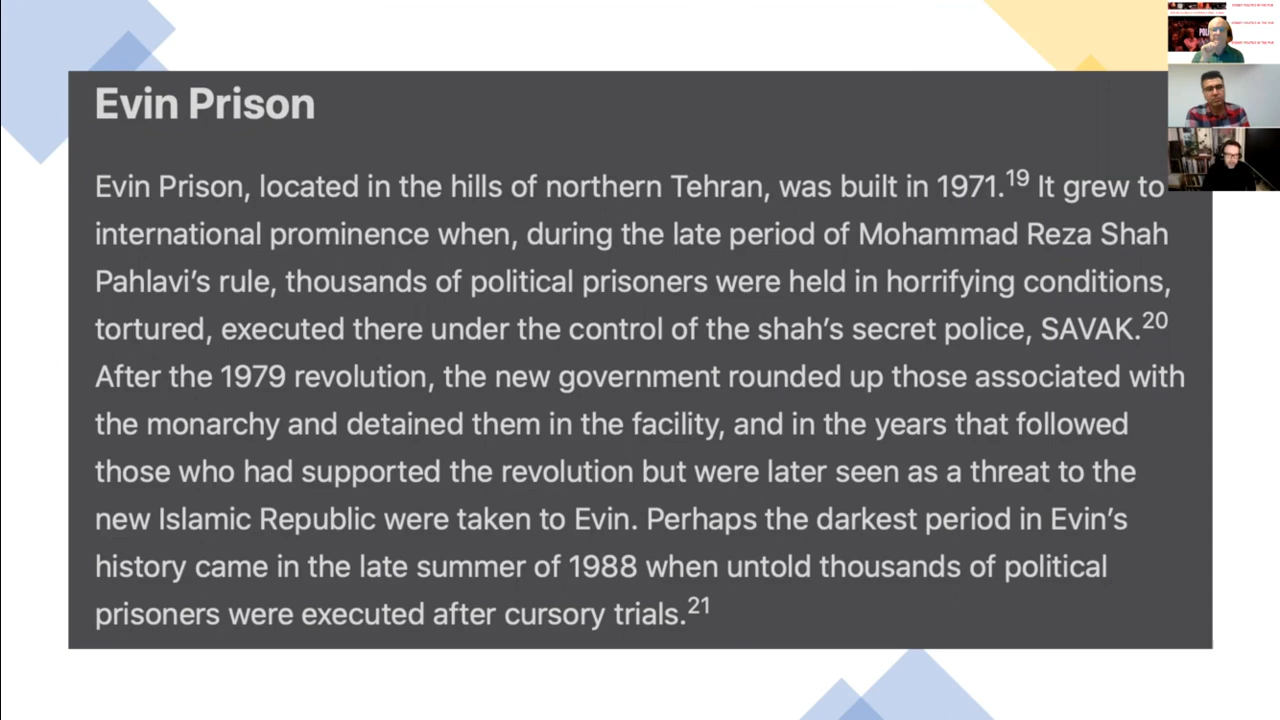 Evin Prison
Evin Prison, located in the hills of northern Tehran, was built in 1971.19 It grew to
international prominence when, during the late period of Mohammad Reza Shah
Pahlavi’s rule, thousands of political prisoners were held in horrifying conditions,
tortured, executed there under the control of the shah’s secret police, SAVAK.20
After the 1979 revolution, the new government rounded up those associated with
the monarchy and detained them in the facility, and in the years that followed
those who had supported the revolution but were later seen as a threat to the
new Islamic Republic were taken to Evin. Perhaps the darkest period in Evin’s
history came in the late summer of 1988 when untold thousands of political
prisoners were executed after cursory trials.21